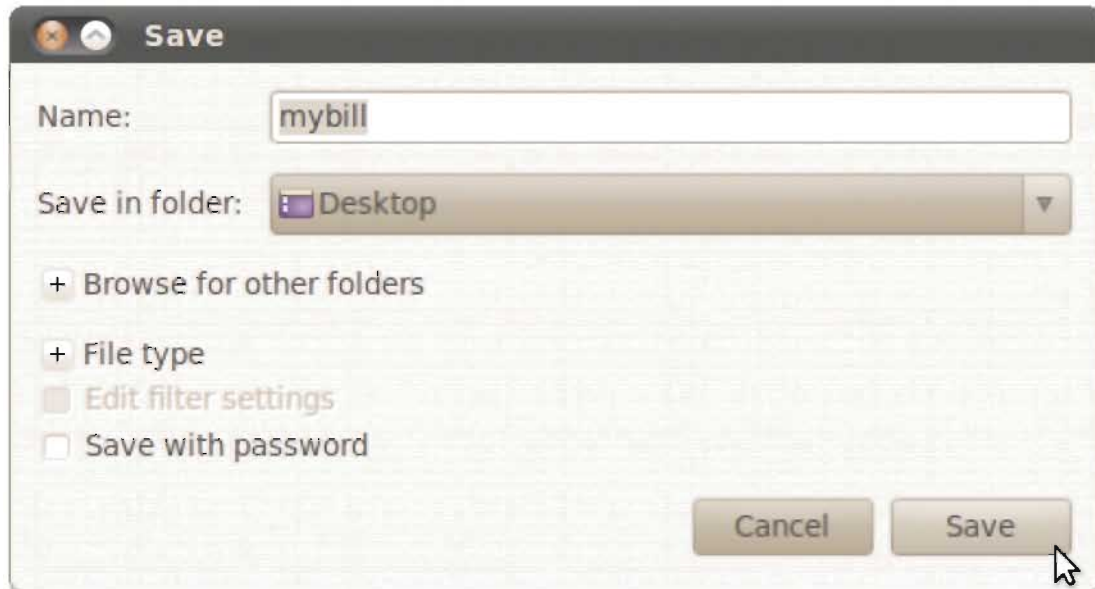 Save
Name: mybill
Save in folder: Desktop
+ Browse for other folders
+ File type
Edit filter settings
Save with password
Cancel Save